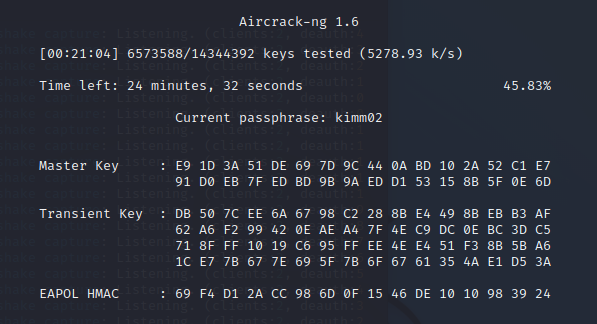 Aircrack-ng 1.6
[00:21:04] 6573588/14344392 keys tested (5278.93 k/s)
Time left: 24 minutes, 32 seconds 45.83%
Current passphrase: kimm02
Master Key : E9 1D 3A 51 DE 69 7D 9C 44 0A BD 10 2A 52 C1 E7
91 D0 EB 7F ED BD 9B 9A ED D1 53 15 8B 5F 0E 6D
Transient Key : DB 50 7C EE 6A 67 98 C2 28 8B E4 49 8B EB B3 AF
62 A6 F2 99 42 0E AE A4 7F 4E C9 DC 0E BC 3D C5
71 8F FF 10 19 C6 95 FF EE 4E E4 51 F3 8B 5B A6
1C E7 7B 67 7E 69 5F 7B 6F 67 61 35 4A E1 D5 3A
EAPOL HMAC : 69 F4 D1 2A CC 98 6D 0F 15 46 DE 10 10 98 39 24